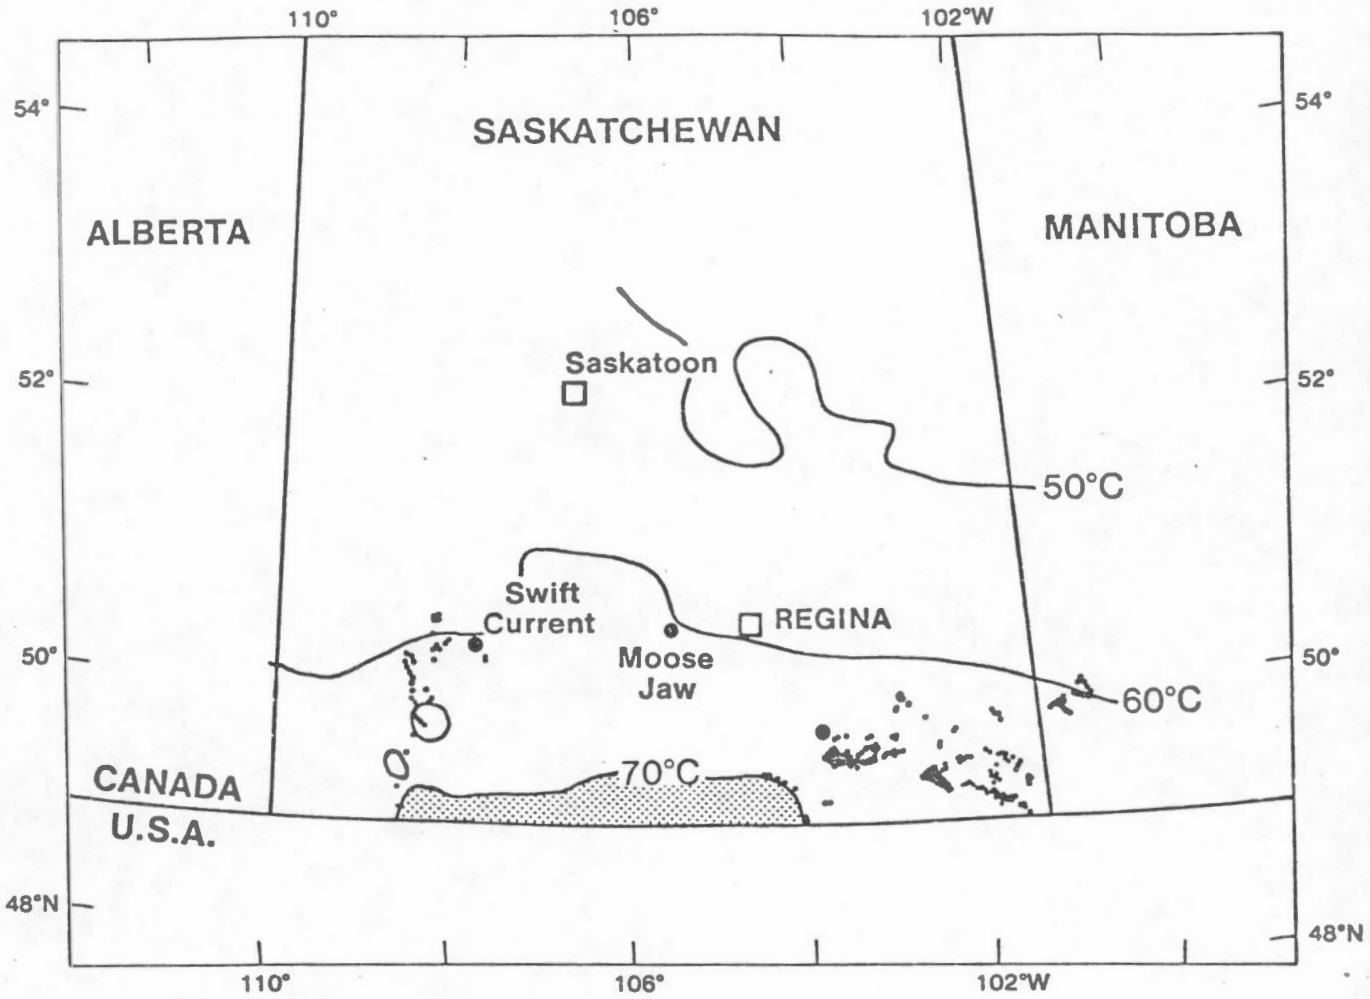 110°
106°
102°W
54°
54°
SASKATCHEWAN
ALBERTA
MANITOBA
Saskatoon
52°
52°
50°C
Swift
Current
REGINA
Moose
Jaw
50°
50°
60°C
70°C
CANADA
U.S.A.
48°N
48°N
110°
106°
102°W